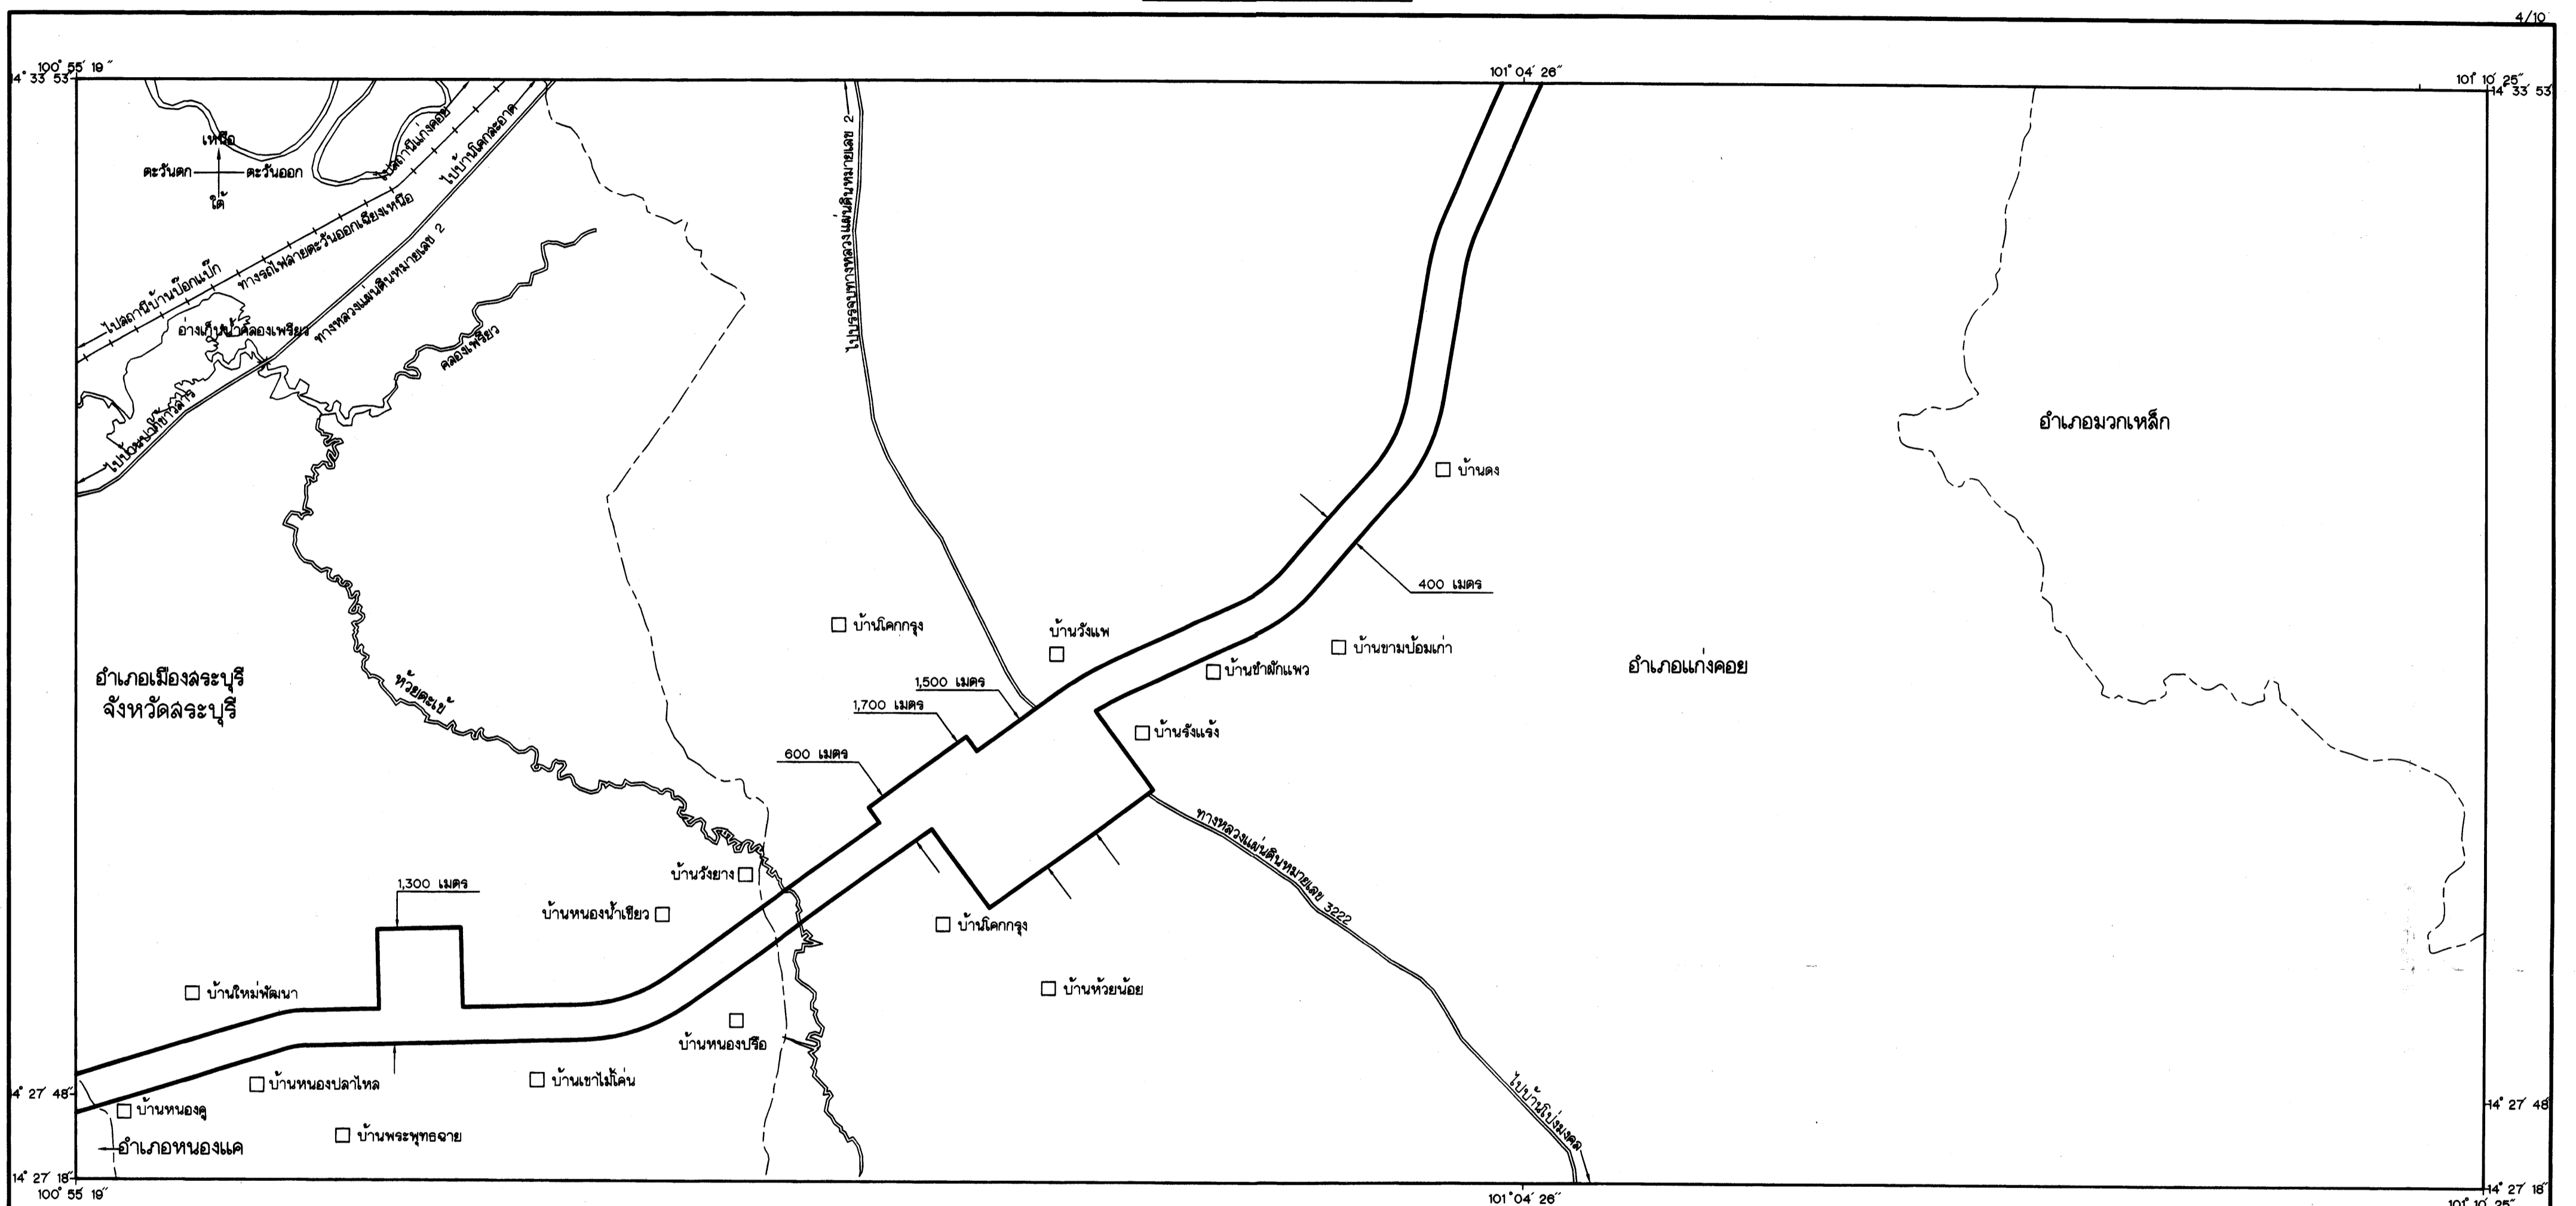 4/10
100° 55′ 19″
101° 04′ 26″
101° 10′ 25″
14° 33′ 53″
เหนือ
ตะวันตก
ตะวันออก
ใต้
ไปสถานีแก่งคอย
ไปบ้านโคกสะอาด
ทางรถไฟสายตะวันออกเฉียงเหนือ
ทางหลวงแผ่นดินหมายเลข 2
ไปสถานีบ้านป๊อกแป๊ก
อ่างเก็บน้ำคลองเพรียว
คลองเพรียว
ไปบรรจบทางหลวงแผ่นดินหมายเลข 2
อำเภอมวกเหล็ก
บ้านดง
400 เมตร
บ้านโคกกรุง
บ้านวังแพ
บ้านขามป้อมเก่า
บ้านชำผักแพว
อำเภอแก่งคอย
อำเภอเมืองสระบุรี
จังหวัดสระบุรี
ห้วยตะเข้
1,500 เมตร
1,700 เมตร
600 เมตร
บ้านรังแร้ง
ทางหลวงแผ่นดินหมายเลข 3222
บ้านวังยาง
1,300 เมตร
บ้านหนองน้ำเขียว
บ้านโคกกรุง
บ้านใหม่พัฒนา
บ้านห้วยน้อย
บ้านหนองปรือ
บ้านหนองปลาไหล
บ้านเขาไม้โค่น
ไปบ้านโป่งมงคล
14° 27′ 48″
14° 27′ 48″
บ้านหนองคู
บ้านพระพุทธฉาย
อำเภอหนองแค
14° 27′ 18″
14° 27′ 18″
100° 55′ 19″
101° 04′ 26″
101° 10′ 25″